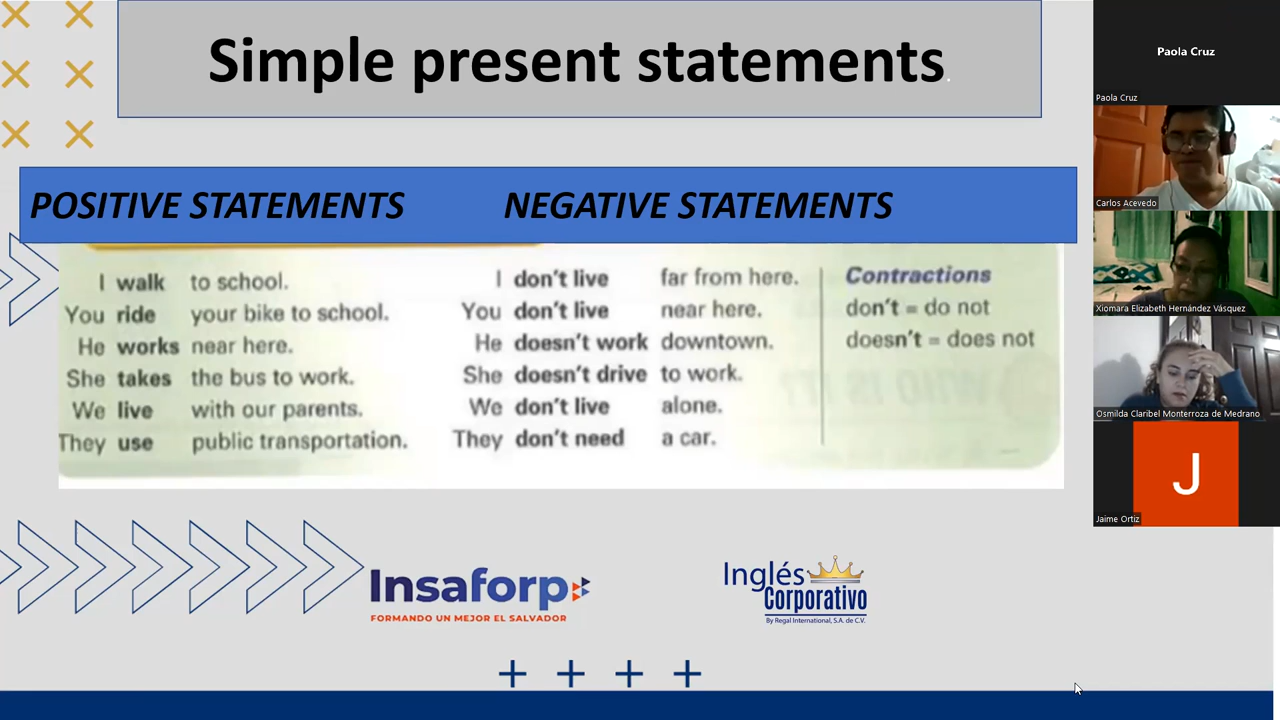 Simple present statements.
POSITIVE STATEMENTS NEGATIVE STATEMENTS
I walk to school. I don't live far from here. Contractions
You ride your bike to school. You don't live near here. don't = do not
He works near here. He doesn't work downtown. doesn't = does not
She takes the bus to work. She doesn't drive to work.
We live with our parents. We don't live alone.
They use public transportation. They don't need a car.
WHO IS IT?
Insaforp
FORMANDO UN MEJOR EL SALVADOR
Inglés
Corporativo
By Regal International, S.A. de C.V.
Paola Cruz
Paola Cruz
Carlos Acevedo
Xiomara Elizabeth Hernández Vásquez
Osmilda Claribel Monterroza de Medrano
J
Jaime Ortiz